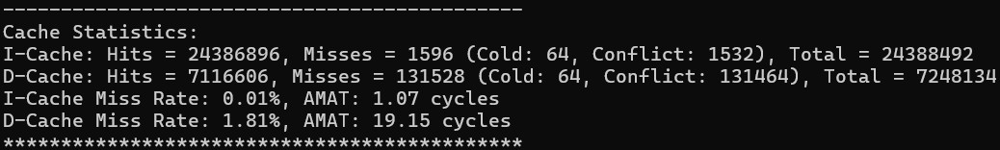 ---------------------------------------------
Cache Statistics:
I-Cache: Hits = 24386896, Misses = 1596 (Cold: 64, Conflict: 1532), Total = 24388492
D-Cache: Hits = 7116606, Misses = 131528 (Cold: 64, Conflict: 131464), Total = 7248134
I-Cache Miss Rate: 0.01%, AMAT: 1.07 cycles
D-Cache Miss Rate: 1.81%, AMAT: 19.15 cycles
*********************************************